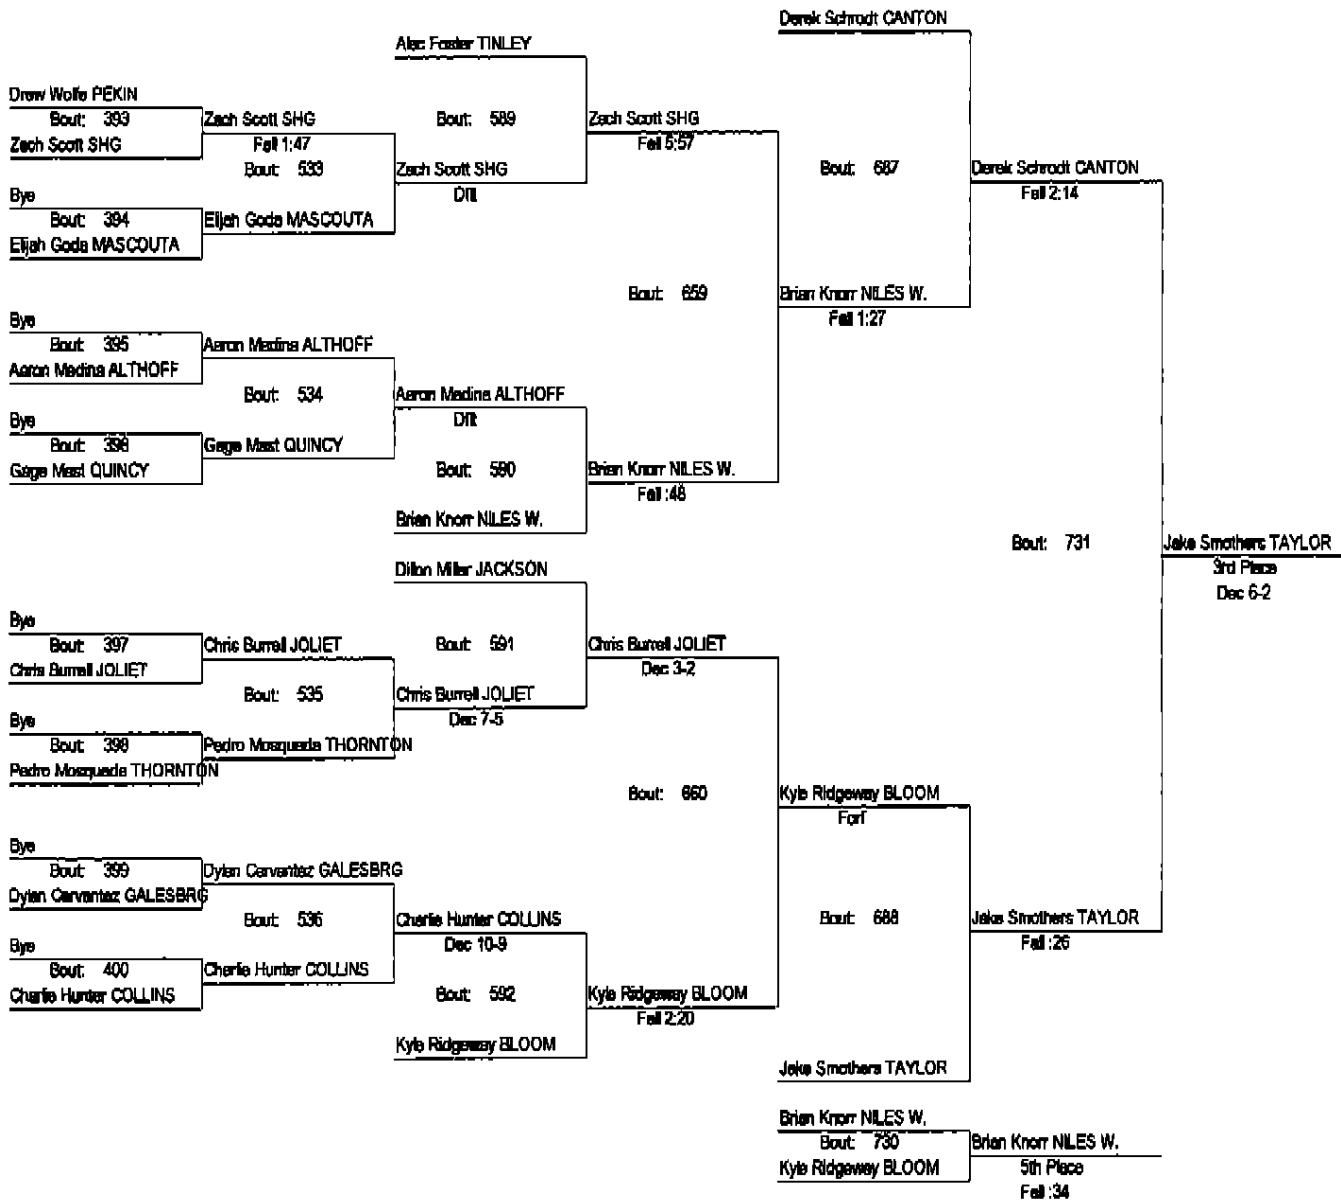 Derek Schrodt CANTON
Alec Foster TINLEY
Drew Wolfe PEKIN
Bout: 393
Zach Scott SHG
Zach Scott SHG
Fall 1:47
Bout: 589
Zach Scott SHG
Fall 5:57
Bout: 533
Zach Scott SHG
Dflt
Bout: 687
Derek Schrodt CANTON
Fall 2:14
Bye
Bout: 394
Elijah Goda MASCOUTA
Elijah Goda MASCOUTA
Bout: 659
Brian Knorr NILES W.
Fall 1:27
Bye
Bout: 395
Aaron Medina ALTHOFF
Aaron Medina ALTHOFF
Bout: 534
Aaron Medina ALTHOFF
Dflt
Bye
Bout: 396
Gage Mast QUINCY
Gage Mast QUINCY
Bout: 590
Brian Knorr NILES W.
Fall :48
Brian Knorr NILES W.
Bout: 731
Jake Smothers TAYLOR
3rd Place
Dec 6-2
Dillon Miller JACKSON
Bye
Bout: 397
Chris Burrell JOLIET
Chris Burrell JOLIET
Bout: 591
Chris Burrell JOLIET
Dec 3-2
Bout: 535
Chris Burrell JOLIET
Dec 7-5
Bye
Bout: 398
Pedro Mosqueda THORNTON
Pedro Mosqueda THORNTON
Bout: 660
Kyle Ridgeway BLOOM
Forf
Bye
Bout: 399
Dylan Cervantez GALESBRG
Dylan Cervantez GALESBRG
Bout: 536
Charlie Hunter COLLINS
Dec 10-9
Bout: 688
Jake Smothers TAYLOR
Fall :26
Bye
Bout: 400
Charlie Hunter COLLINS
Charlie Hunter COLLINS
Bout: 592
Kyle Ridgeway BLOOM
Fall 2:20
Kyle Ridgeway BLOOM
Jake Smothers TAYLOR
Brian Knorr NILES W.
Bout: 730
Kyle Ridgeway BLOOM
Brian Knorr NILES W.
5th Place
Fall :34